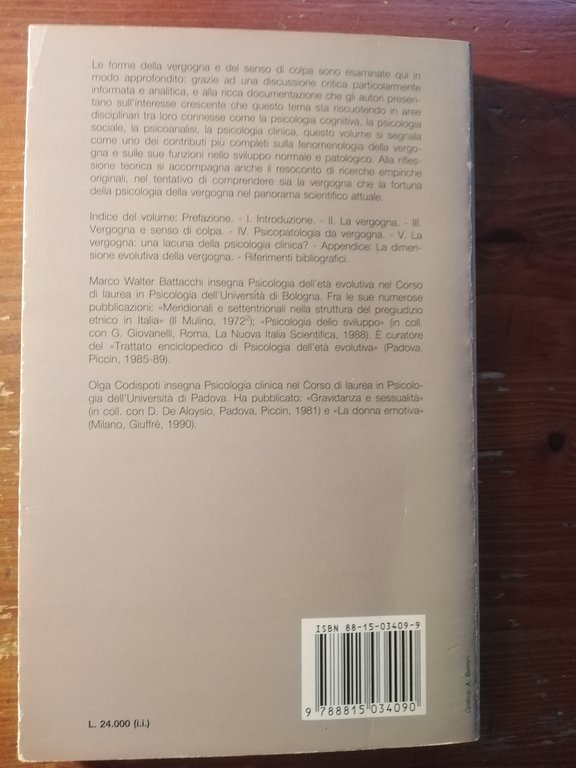 Le forme della vergogna e del senso di colpa sono esaminate qui in
modo approfondito: grazie ad una discussione critica particolarmente
informata e analitica, e alla ricca documentazione che gli autori presen-
tano sull'interesse crescente che questo tema sta riscuotendo in aree
disciplinari tra loro connesse come la psicologia cognitiva, la psicologia
sociale, la psicoanalisi, la psicologia clinica, questo volume si segnala
come uno dei contributi più completi sulla fenomenologia della vergo-
gna e sulle sue funzioni nello sviluppo normale e patologico. Alla rifles-
sione teorica si accompagna anche il resoconto di ricerche empiriche
originali, nel tentativo di comprendere sia la vergogna che la fortuna
della psicologia della vergogna nel panorama scientifico attuale.
Indice del volume: Prefazione. - I. Introduzione. - II. La vergogna. - III.
Vergogna e senso di colpa. - IV. Psicopatologia da vergogna. - V. La
vergogna: una lacuna della psicologia clinica? - Appendice: La dimen-
sione evolutiva della vergogna. - Riferimenti bibliografici.
Marco Walter Battacchi insegna Psicologia dell'età evolutiva nel Corso
di laurea in Psicologia dell'Università di Bologna. Fra le sue numerose
pubblicazioni: «Meridionali e settentrionali nella struttura del pregiudizio
etnico in Italia» (Il Mulino, 1972²); «Psicologia dello sviluppo» (in coll.
con G. Giovanelli, Roma, La Nuova Italia Scientifica, 1988). È curatore
del «Trattato enciclopedico di Psicologia dell'età evolutiva» (Padova,
Piccin, 1985-89).
Olga Codispoti insegna Psicologia clinica nel Corso di laurea in Psicolo-
gia dell'Università di Padova. Ha pubblicato: «Gravidanza e sessualità»
(in coll. con D. De Aloysio, Padova, Piccin, 1981) e «La donna emotiva»
(Milano, Giuffrè, 1990).
ISBN 88-15-03409-9
9 788815 034090
L. 24.000 (i.i.)
Grafica: A. Bernini